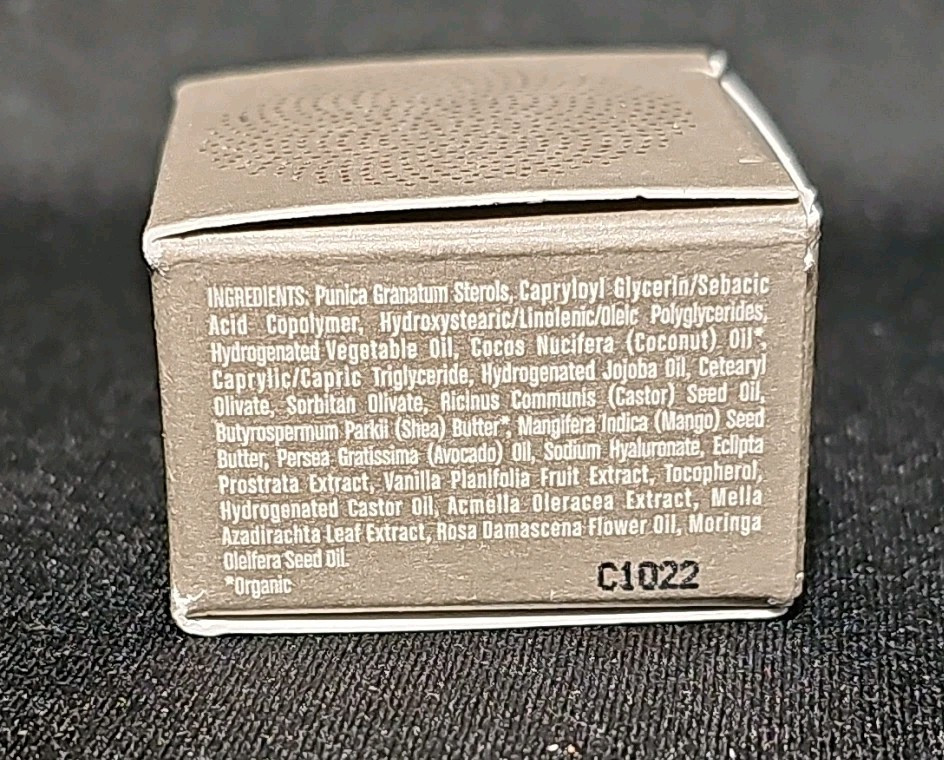 INGREDIENTS: Punica Granatum Sterols, Capryloyl Glycerin/Sebacic
Acid Copolymer, Hydroxystearic/Linolenic/Oleic Polyglycerides,
Hydrogenated Vegetable Oil, Cocos Nucifera (Coconut) Oil*,
Caprylic/Capric Triglyceride, Hydrogenated Jojoba Oil, Cetearyl
Olivate, Sorbitan Olivate, Ricinus Communis (Castor) Seed Oil,
Butyrospermum Parkii (Shea) Butter*, Mangifera Indica (Mango) Seed
Butter, Persea Gratissima (Avocado) Oil, Sodium Hyaluronate, Eclipta
Prostrata Extract, Vanilla Planifolia Fruit Extract, Tocopherol,
Hydrogenated Castor Oil, Acmella Oleracea Extract, Melia
Azadirachta Leaf Extract, Rosa Damascena Flower Oil, Moringa
Oleifera Seed Oil.
*Organic
C1022